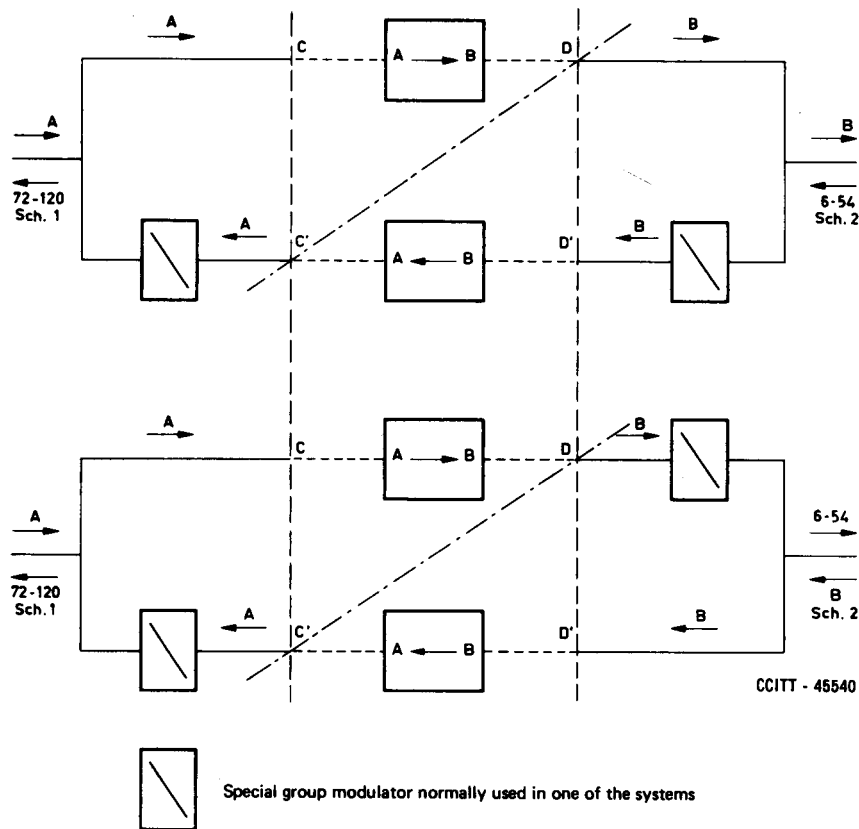 A
B
C
A B
D
A
B
72-120
Sch. 1
A
C'
A B
D'
B
6-54
Sch. 2
A
C
A B
D
B
A
6-54
72-120
Sch. 1
A
C'
A B
D'
B
B
Sch. 2
CCITT - 45540
Special group modulator normally used in one of the systems